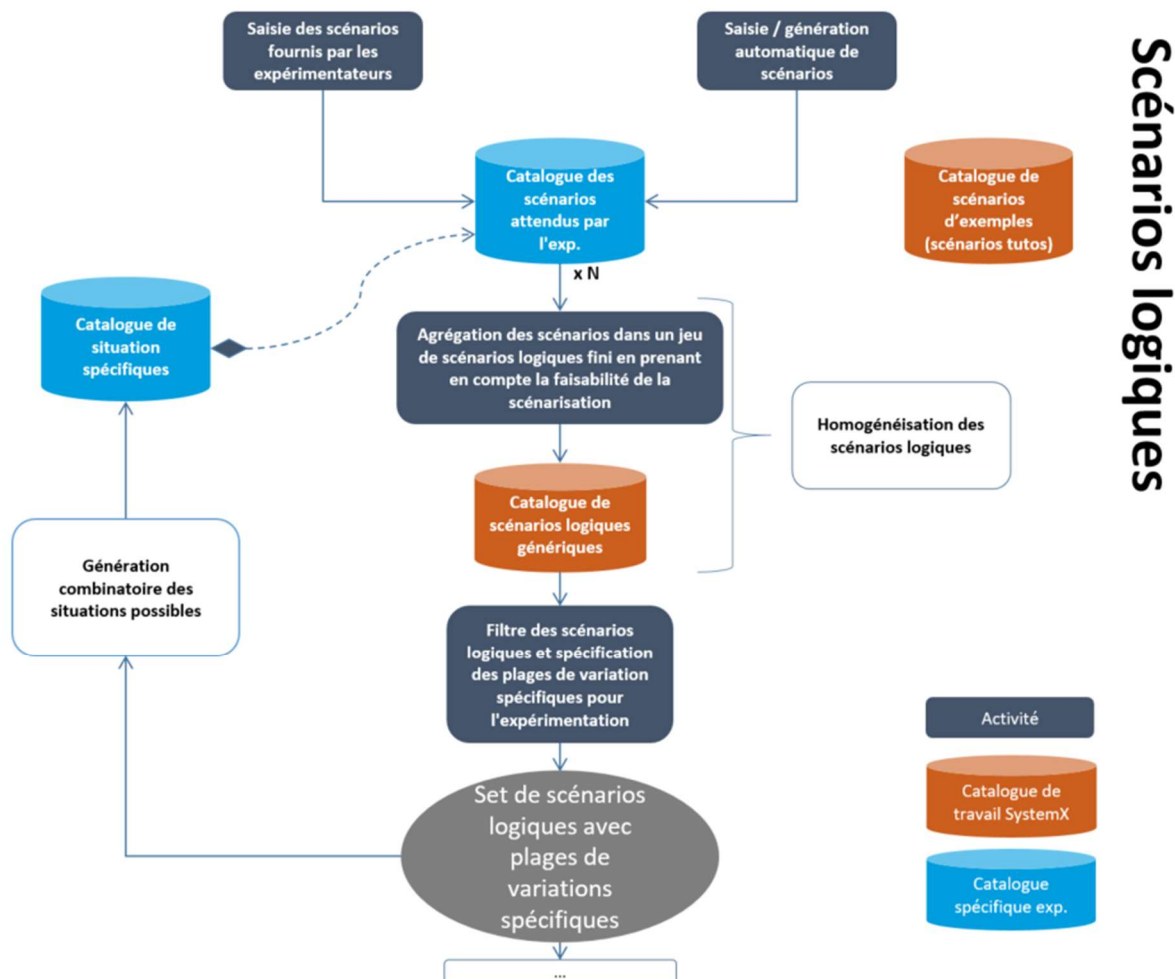 Saisie des scénarios
fournis par les
expérimentateurs
Saisie / génération
automatique de
scénarios
Scénarios logiques
Catalogue des
scénarios
attendus par
l'exp.
Catalogue de
scénarios
d’exemples
(scénarios tutos)
x N
Catalogue de
situation
spécifiques
Agrégation des scénarios dans un jeu
de scénarios logiques fini en prenant
en compte la faisabilité de la
scénarisation
Homogénéisation des
scénarios logiques
Catalogue de
scénarios logiques
génériques
Génération
combinatoire des
situations possibles
Filtre des scénarios
logiques et spécification
des plages de variation
spécifiques pour
l'expérimentation
Set de scénarios
logiques avec
plages de
variations
spécifiques
...
Activité
Catalogue de
travail SystemX
Catalogue
spécifique exp.